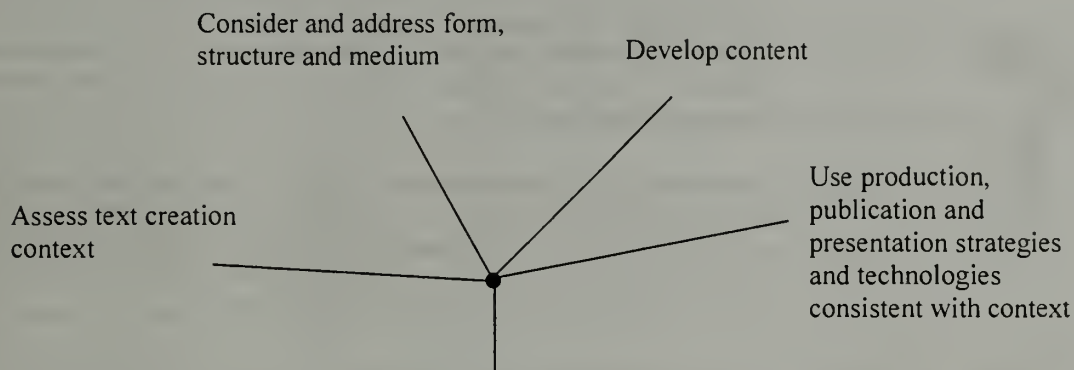 Consider and address form,
structure and medium
Develop content
Assess text creation
context
Use production,
publication and
presentation strategies
and technologies
consistent with context